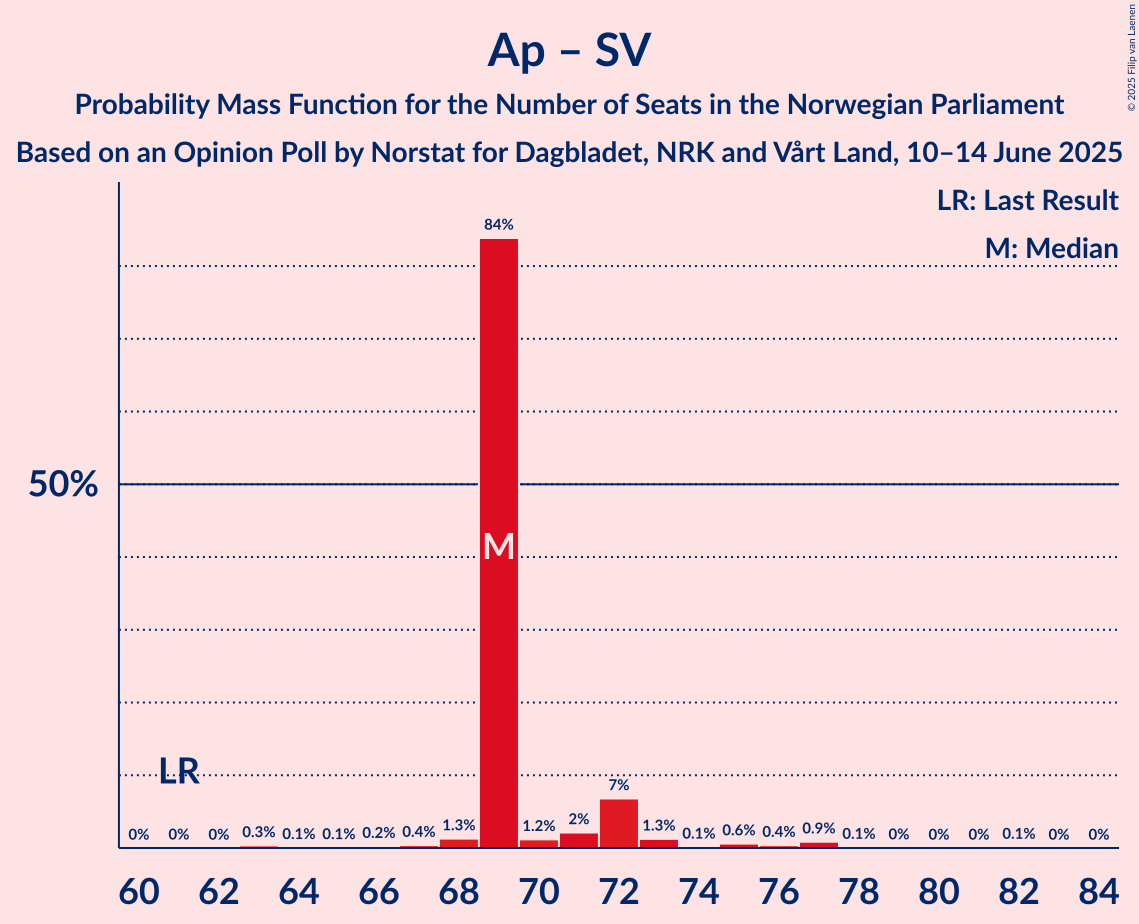 Ap – SV
Probability Mass Function for the Number of Seats in the Norwegian Parliament
Based on an Opinion Poll by Norstat for Dagbladet, NRK and Vårt Land, 10–14 June 2025
© 2025 Filip van Laenen
LR: Last Result
M: Median
84%
50%
M
LR
7%
0% 0% 0% 0.3% 0.1% 0.1% 0.2% 0.4% 1.3% 1.2% 2% 1.3% 0.1% 0.6% 0.4% 0.9% 0.1% 0% 0% 0% 0.1% 0% 0%
60 62 64 66 68 70 72 74 76 78 80 82 84